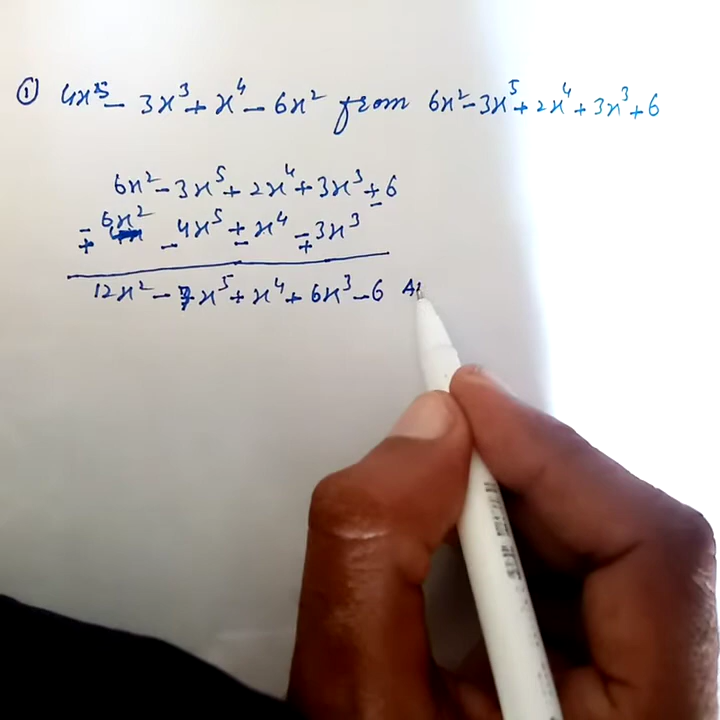 ① 4x⁵ - 3x³ + x⁴ - 6x² from 6x² - 3x⁵ + 2x⁴ + 3x³ + 6
6x² - 3x⁵ + 2x⁴ + 3x³ + 6
- 6x² 4x⁵ + x⁴ - 3x³
+ - - + -
12x² - 7x⁵ + x⁴ + 6x³ - 6 A